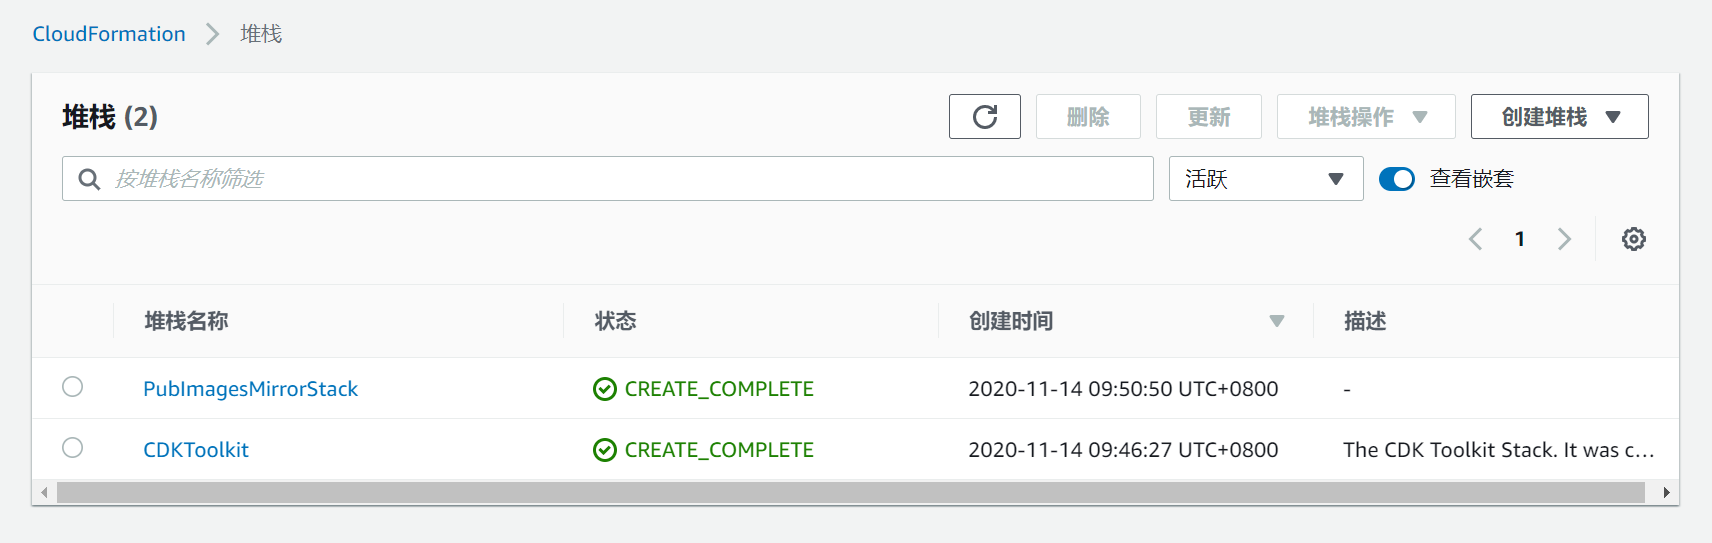 CloudFormation 堆栈
堆栈 (2) 删除 更新 堆栈操作 创建堆栈
按堆栈名称筛选 活跃 查看嵌套
1
堆栈名称 状态 创建时间 描述
PubImagesMirrorStack CREATE_COMPLETE 2020-11-14 09:50:50 UTC+0800 -
CDKToolkit CREATE_COMPLETE 2020-11-14 09:46:27 UTC+0800 The CDK Toolkit Stack. It was c...